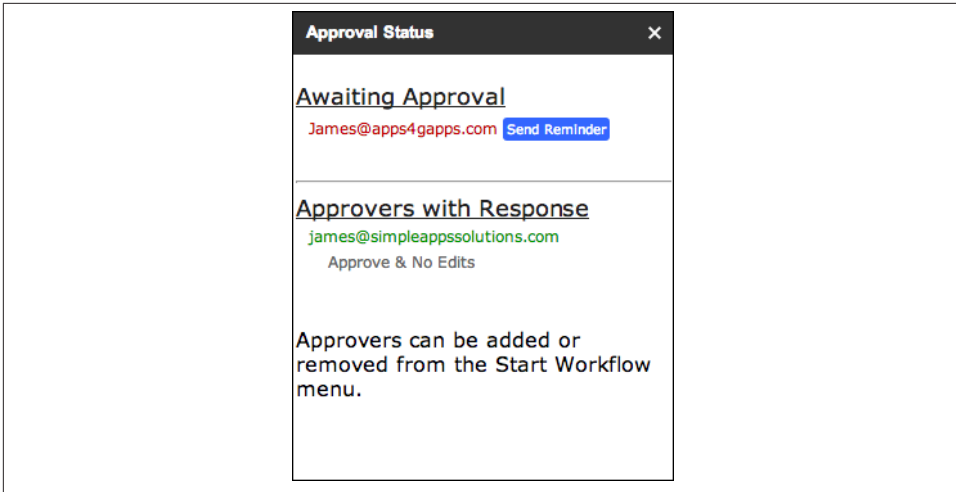 Approval Status ×
Awaiting Approval
James@apps4gapps.com Send Reminder
Approvers with Response
james@simpleappssolutions.com
Approve & No Edits
Approvers can be added or
removed from the Start Workflow
menu.